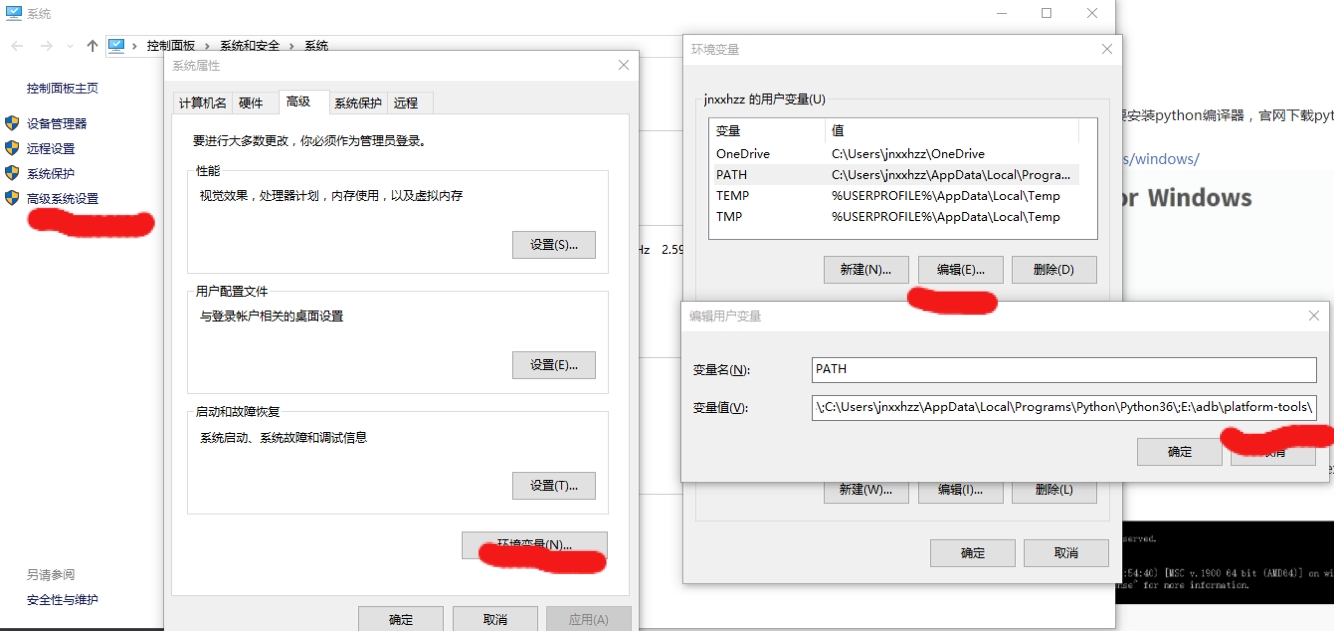 系统
控制面板 › 系统和安全 › 系统
控制面板主页
设备管理器
远程设置
系统保护
高级系统设置
另请参阅
安全性与维护
系统属性
计算机名 硬件 高级 系统保护 远程
要进行大多数更改，你必须作为管理员登录。
性能
视觉效果，处理器计划，内存使用，以及虚拟内存
设置(S)...
用户配置文件
与登录帐户相关的桌面设置
设置(E)...
启动和故障恢复
系统启动、系统故障和调试信息
设置(T)...
环境变量(N)...
确定 取消 应用(A)
Hz 2.59
环境变量
jnxxhzz 的用户变量(U)
变量 值
OneDrive C:\Users\jnxxhzz\OneDrive
PATH C:\Users\jnxxhzz\AppData\Local\Progra...
TEMP %USERPROFILE%\AppData\Local\Temp
TMP %USERPROFILE%\AppData\Local\Temp
新建(N)... 编辑(E)... 删除(D)
编辑用户变量
变量名(N): PATH
变量值(V): \;C:\Users\jnxxhzz\AppData\Local\Programs\Python\Python36\;E:\adb\platform-tools\
确定 取消
新建(W)... 编辑(I)... 删除(L)
确定 取消
安装python编译器，官网下载pyt
s/windows/
or Windows
served.
:54:40) [MSC v.1900 64 bit (AMD64)] on wi
nse" for more information.